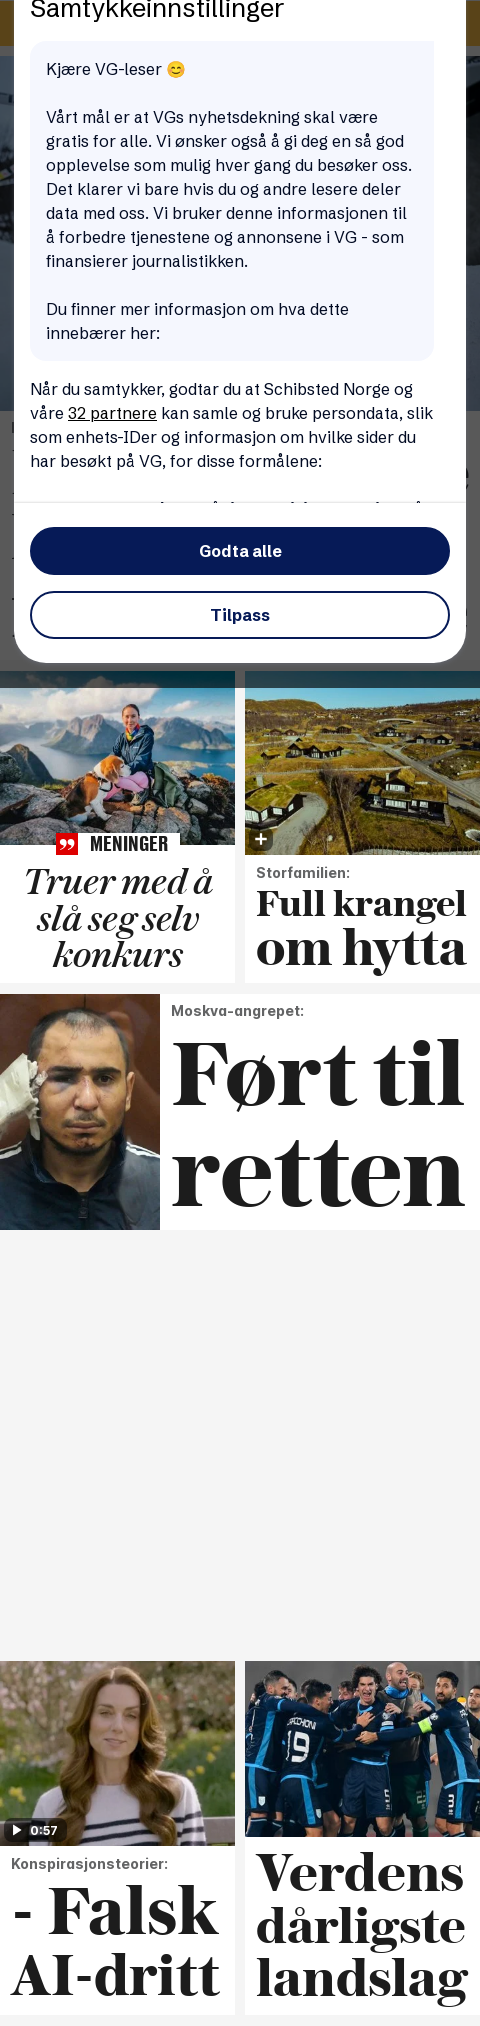 Samtykkeinnstillinger
Kjære VG-leser 😊
Vårt mål er at VGs nyhetsdekning skal være
gratis for alle. Vi ønsker også å gi deg en så god
opplevelse som mulig hver gang du besøker oss.
Det klarer vi bare hvis du og andre lesere deler
data med oss. Vi bruker denne informasjonen til
å forbedre tjenestene og annonsene i VG - som
finansierer journalistikken.
Du finner mer informasjon om hva dette
innebærer her:
Når du samtykker, godtar du at Schibsted Norge og
våre 32 partnere kan samle og bruke persondata, slik
som enhets-IDer og informasjon om hvilke sider du
har besøkt på VG, for disse formålene:
Godta alle
Tilpass
MENINGER
Truer med å
slå seg selv
konkurs
Storfamilien:
Full krangel
om hytta
Moskva-angrepet:
Ført til
retten
0:57
Konspirasjonsteorier:
- Falsk
AI-dritt
19
5
3
Verdens
dårligste
landslag